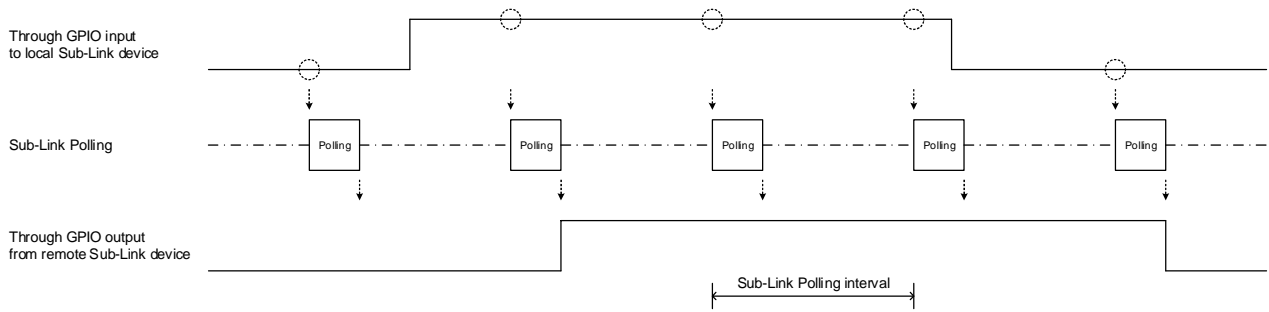 Through GPIO input
to local Sub-Link device
Sub-Link Polling
Polling
Polling
Polling
Polling
Polling
Through GPIO output
from remote Sub-Link device
Sub-Link Polling interval